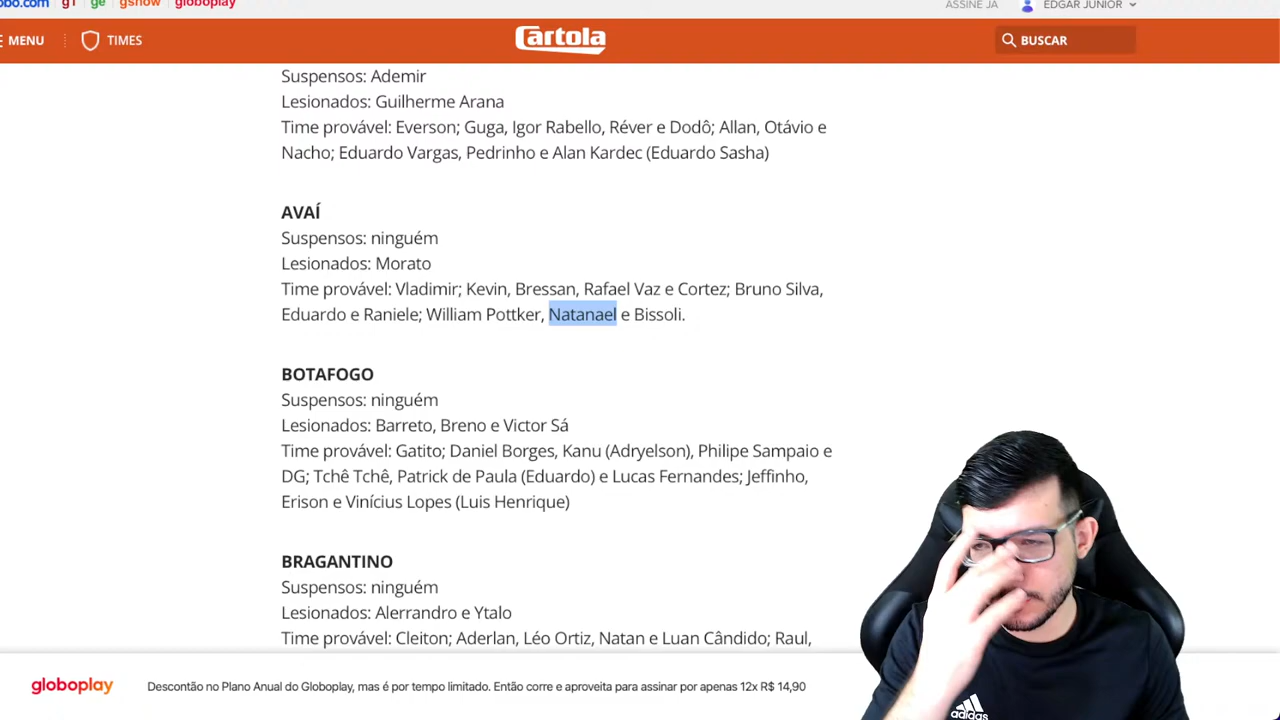 obo.com g1 ge gshow globoplay ASSINE JÁ EDGAR JUNIOR
MENU TIMES Cartola BUSCAR
Suspensos: Ademir
Lesionados: Guilherme Arana
Time provável: Everson; Guga, Igor Rabello, Réver e Dodô; Allan, Otávio e
Nacho; Eduardo Vargas, Pedrinho e Alan Kardec (Eduardo Sasha)
AVAÍ
Suspensos: ninguém
Lesionados: Morato
Time provável: Vladimir; Kevin, Bressan, Rafael Vaz e Cortez; Bruno Silva,
Eduardo e Raniele; William Pottker, Natanael e Bissoli.
BOTAFOGO
Suspensos: ninguém
Lesionados: Barreto, Breno e Victor Sá
Time provável: Gatito; Daniel Borges, Kanu (Adryelson), Philipe Sampaio e
DG; Tchê Tchê, Patrick de Paula (Eduardo) e Lucas Fernandes; Jeffinho,
Erison e Vinícius Lopes (Luis Henrique)
BRAGANTINO
Suspensos: ninguém
Lesionados: Alerrandro e Ytalo
Time provável: Cleiton; Aderlan, Léo Ortiz, Natan e Luan Cândido; Raul,
globoplay Descontão no Plano Anual do Globoplay, mas é por tempo limitado. Então corre e aproveita para assinar por apenas 12x R$ 14,90
adidas